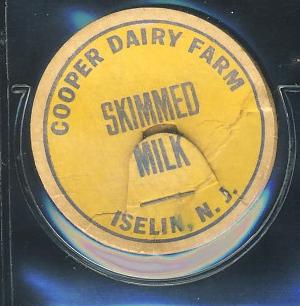 COOPER DAIRY FARM
SKIMMED
MILK
ISELIN, N. J.